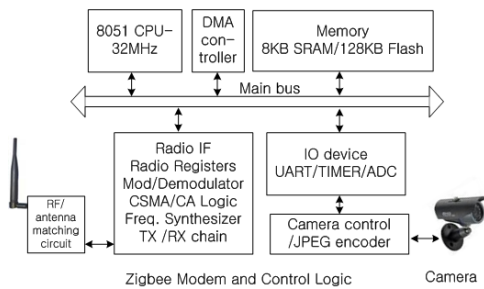 8051 CPU-
32MHz
DMA
con-
troller
Memory
8KB SRAM/128KB Flash
Main bus
Radio IF
Radio Registers
Mod/Demodulator
CSMA/CA Logic
Freq. Synthesizer
TX /RX chain
IO device
UART/TIMER/ADC
RF/
antenna
matching
circuit
Camera control
/JPEG encoder
Zigbee Modem and Control Logic
Camera